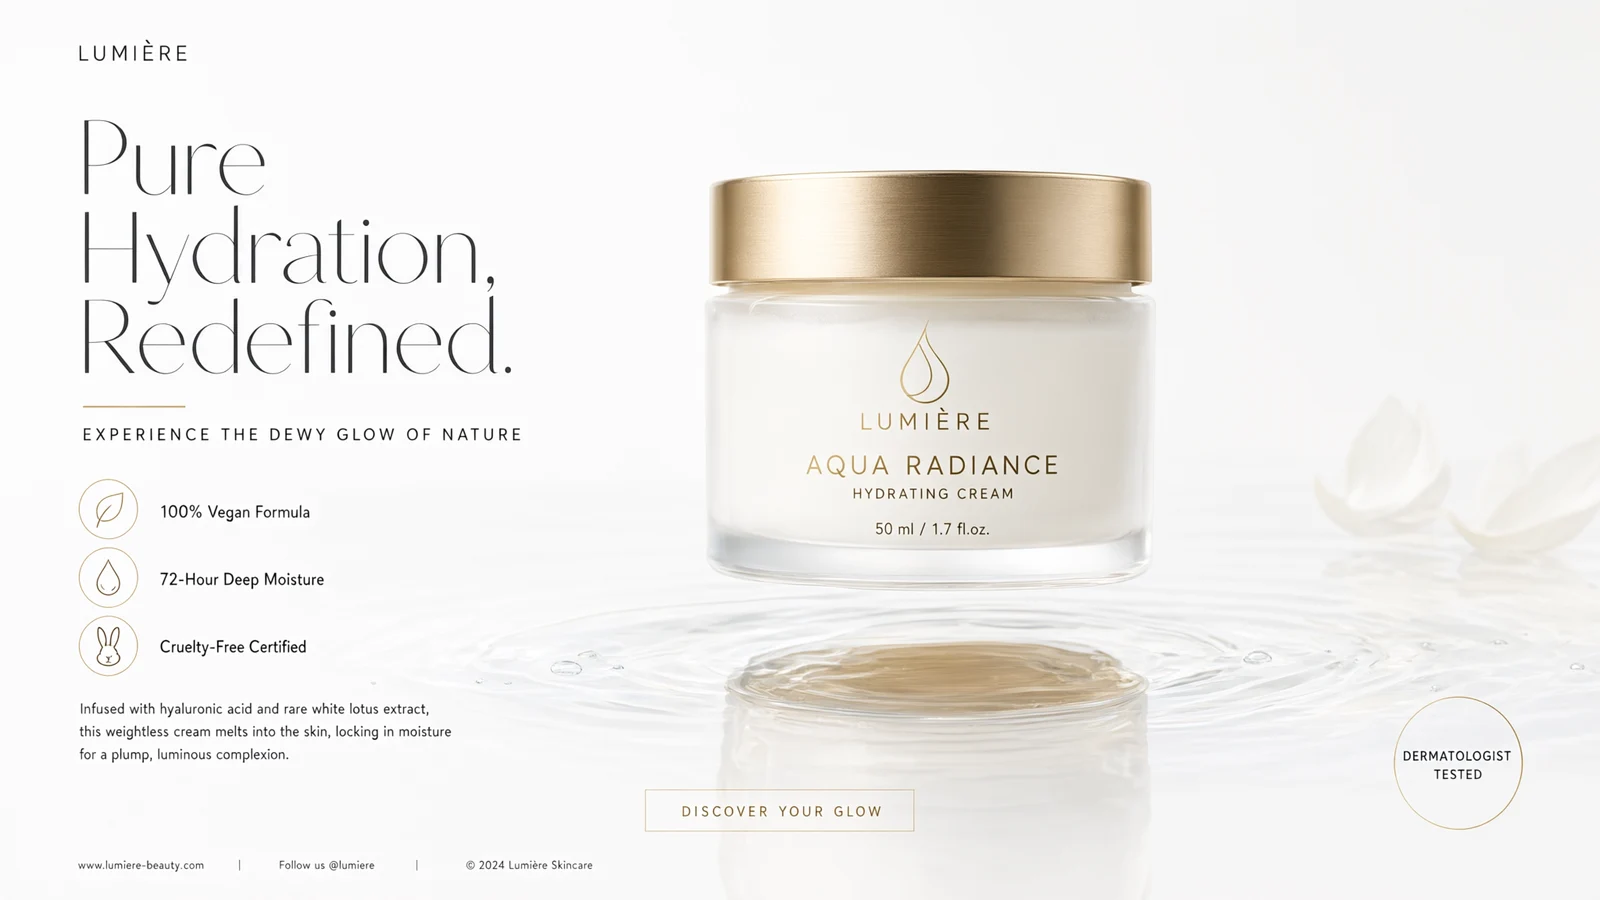 LUMIÈRE
Pure
Hydration,
Redefined.
EXPERIENCE THE DEWY GLOW OF NATURE
100% Vegan Formula
72-Hour Deep Moisture
Cruelty-Free Certified
Infused with hyaluronic acid and rare white lotus extract,
this weightless cream melts into the skin, locking in moisture
for a plump, luminous complexion.
LUMIÈRE
AQUA RADIANCE
HYDRATING CREAM
50 ml / 1.7 fl.oz.
DERMATOLOGIST
TESTED
DISCOVER YOUR GLOW
www.lumiere-beauty.com | Follow us @lumiere | © 2024 Lumière Skincare